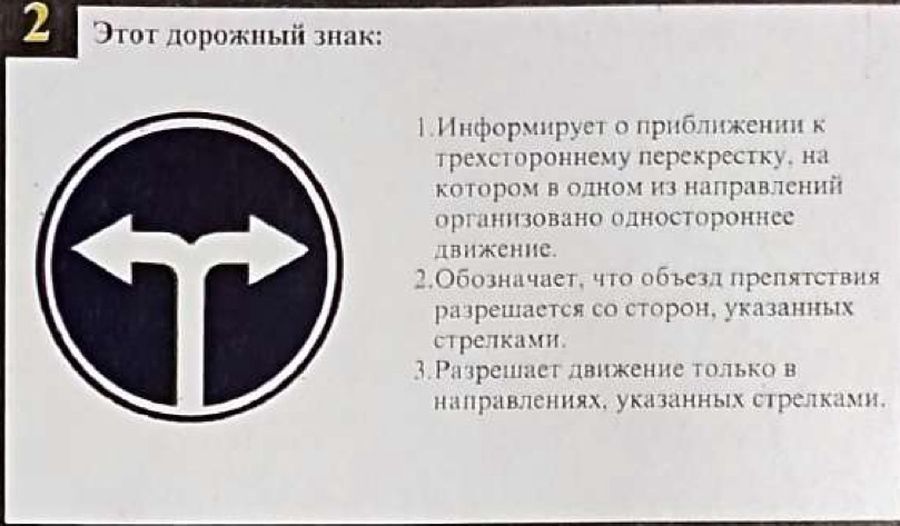 2
Этот дорожный знак:
1.Информирует о приближении к
трехстороннему перекрестку, на
котором в одном из направлений
организовано одностороннее
движение.
2.Обозначает, что объезд препятствия
разрешается со сторон, указанных
стрелками.
3.Разрешает движение только в
направлениях, указанных стрелками.